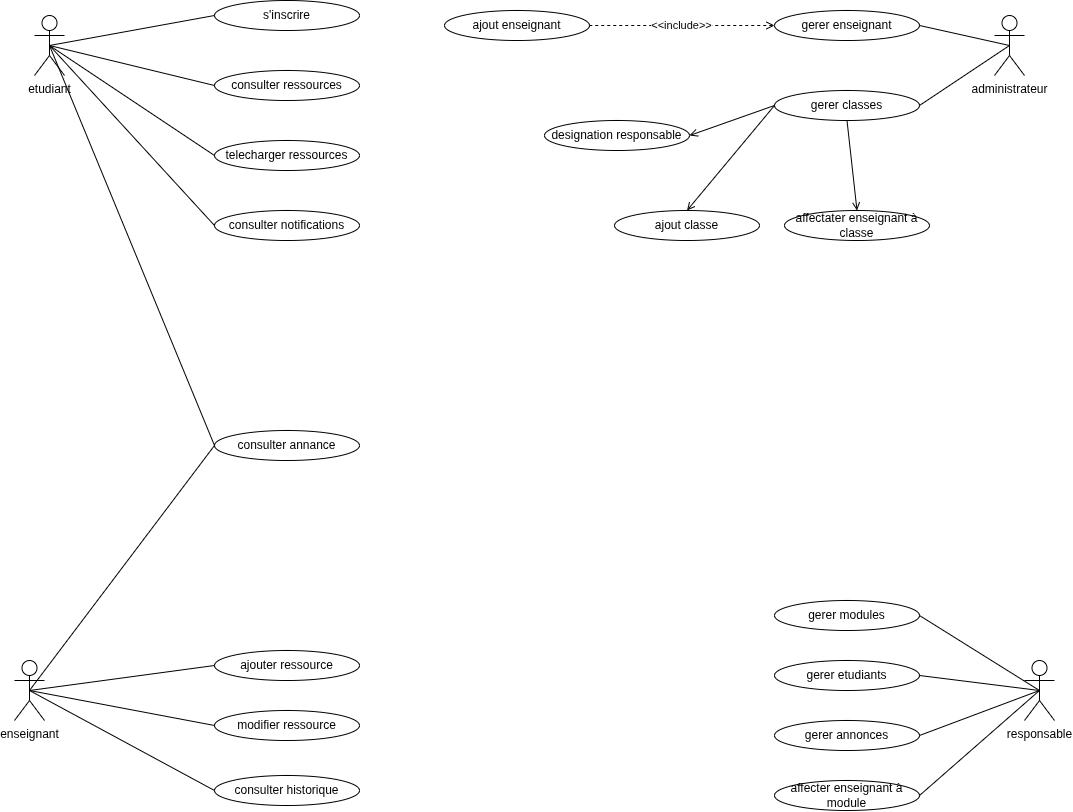 s'inscrire
ajout enseignant
<<include>>
gerer enseignant
etudiant
consulter ressources
administrateur
gerer classes
designation responsable
telecharger ressources
consulter notifications
ajout classe
affectater enseignant à
classe
consulter annance
gerer modules
ajouter ressource
gerer etudiants
enseignant
modifier ressource
gerer annonces
responsable
consulter historique
affecter enseignant à
module